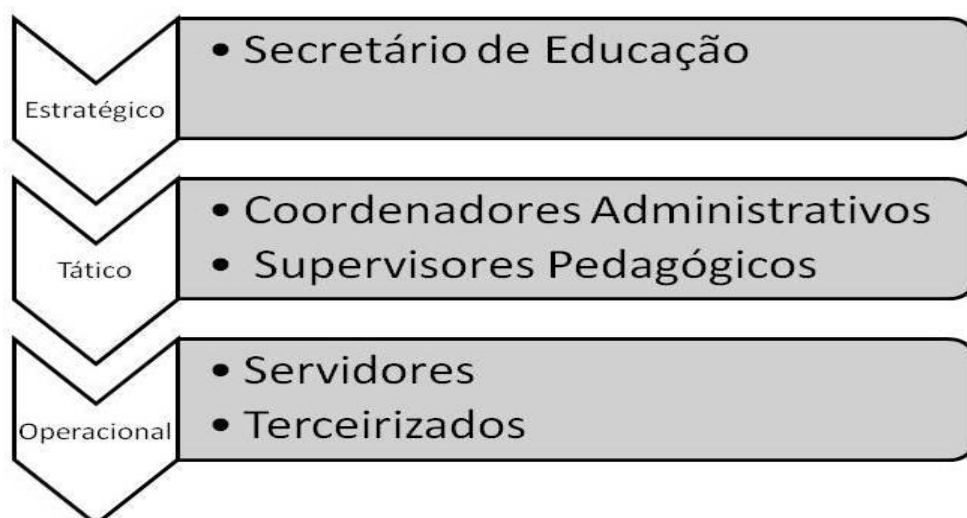 Estratégico
• Secretário de Educação
Tático
• Coordenadores Administrativos
• Supervisores Pedagógicos
Operacional
• Servidores
• Terceirizados